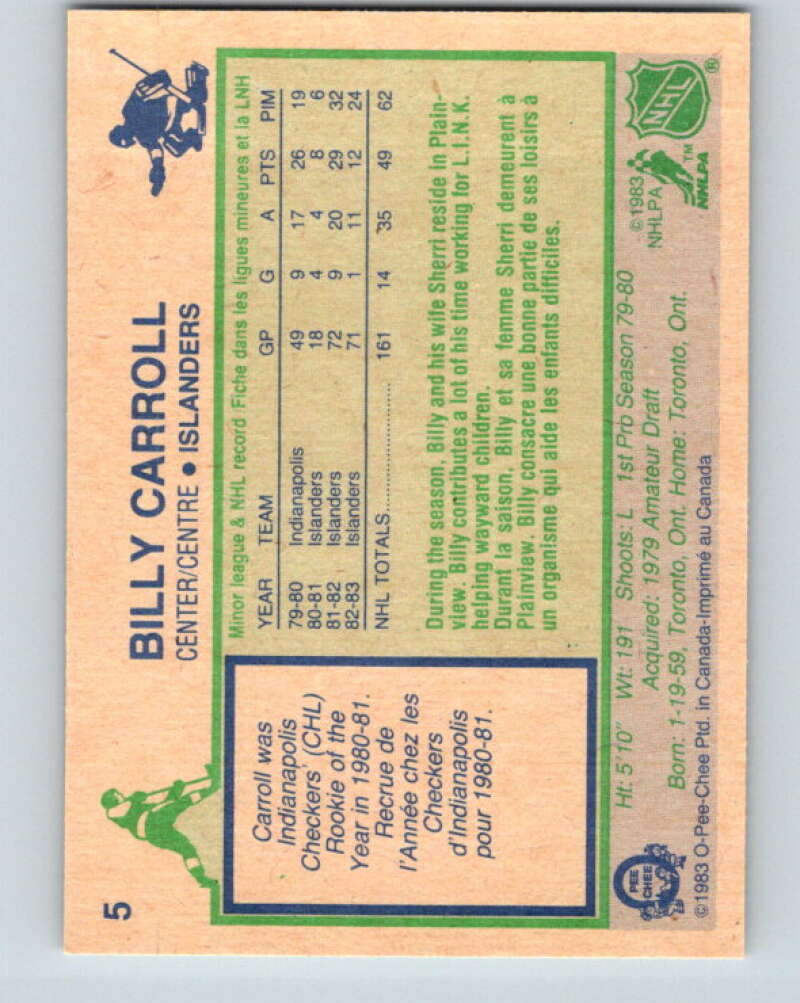 5
BILLY CARROLL
CENTER/CENTRE • ISLANDERS
Carroll was
Indianapolis
Checkers' (CHL)
Rookie of the
Year in 1980-81.
Recrue de
l'Année chez les
Checkers
d'Indianapolis
pour 1980-81.
Minor league & NHL record/Fiche dans les ligues mineures et la LNH
YEAR TEAM GP G A PTS PIM
79-80 Indianapolis 49 9 17 26 19
80-81 Islanders 18 4 4 8 6
81-82 Islanders 72 9 20 29 32
82-83 Islanders 71 1 11 12 24
NHL TOTALS.................... 161 14 35 49 62
During the season, Billy and his wife Sherri reside in Plain-
view. Billy contributes a lot of his time working for L.I.N.K.
helping wayward children.
Durant la saison, Billy et sa femme Sherri demeurent à
Plainview. Billy consacre une bonne partie de ses loisirs à
un organisme qui aide les enfants difficiles.
Ht: 5'10" Wt: 191 Shoots: L 1st Pro Season 79-80
Acquired: 1979 Amateur Draft
Born: 1-19-59, Toronto, Ont. Home: Toronto, Ont.
©1983 O-Pee-Chee Ptd. in Canada-Imprimé au Canada
PEE
CHEE
©1983
NHLPA
TM
NHLPA
NHL
®